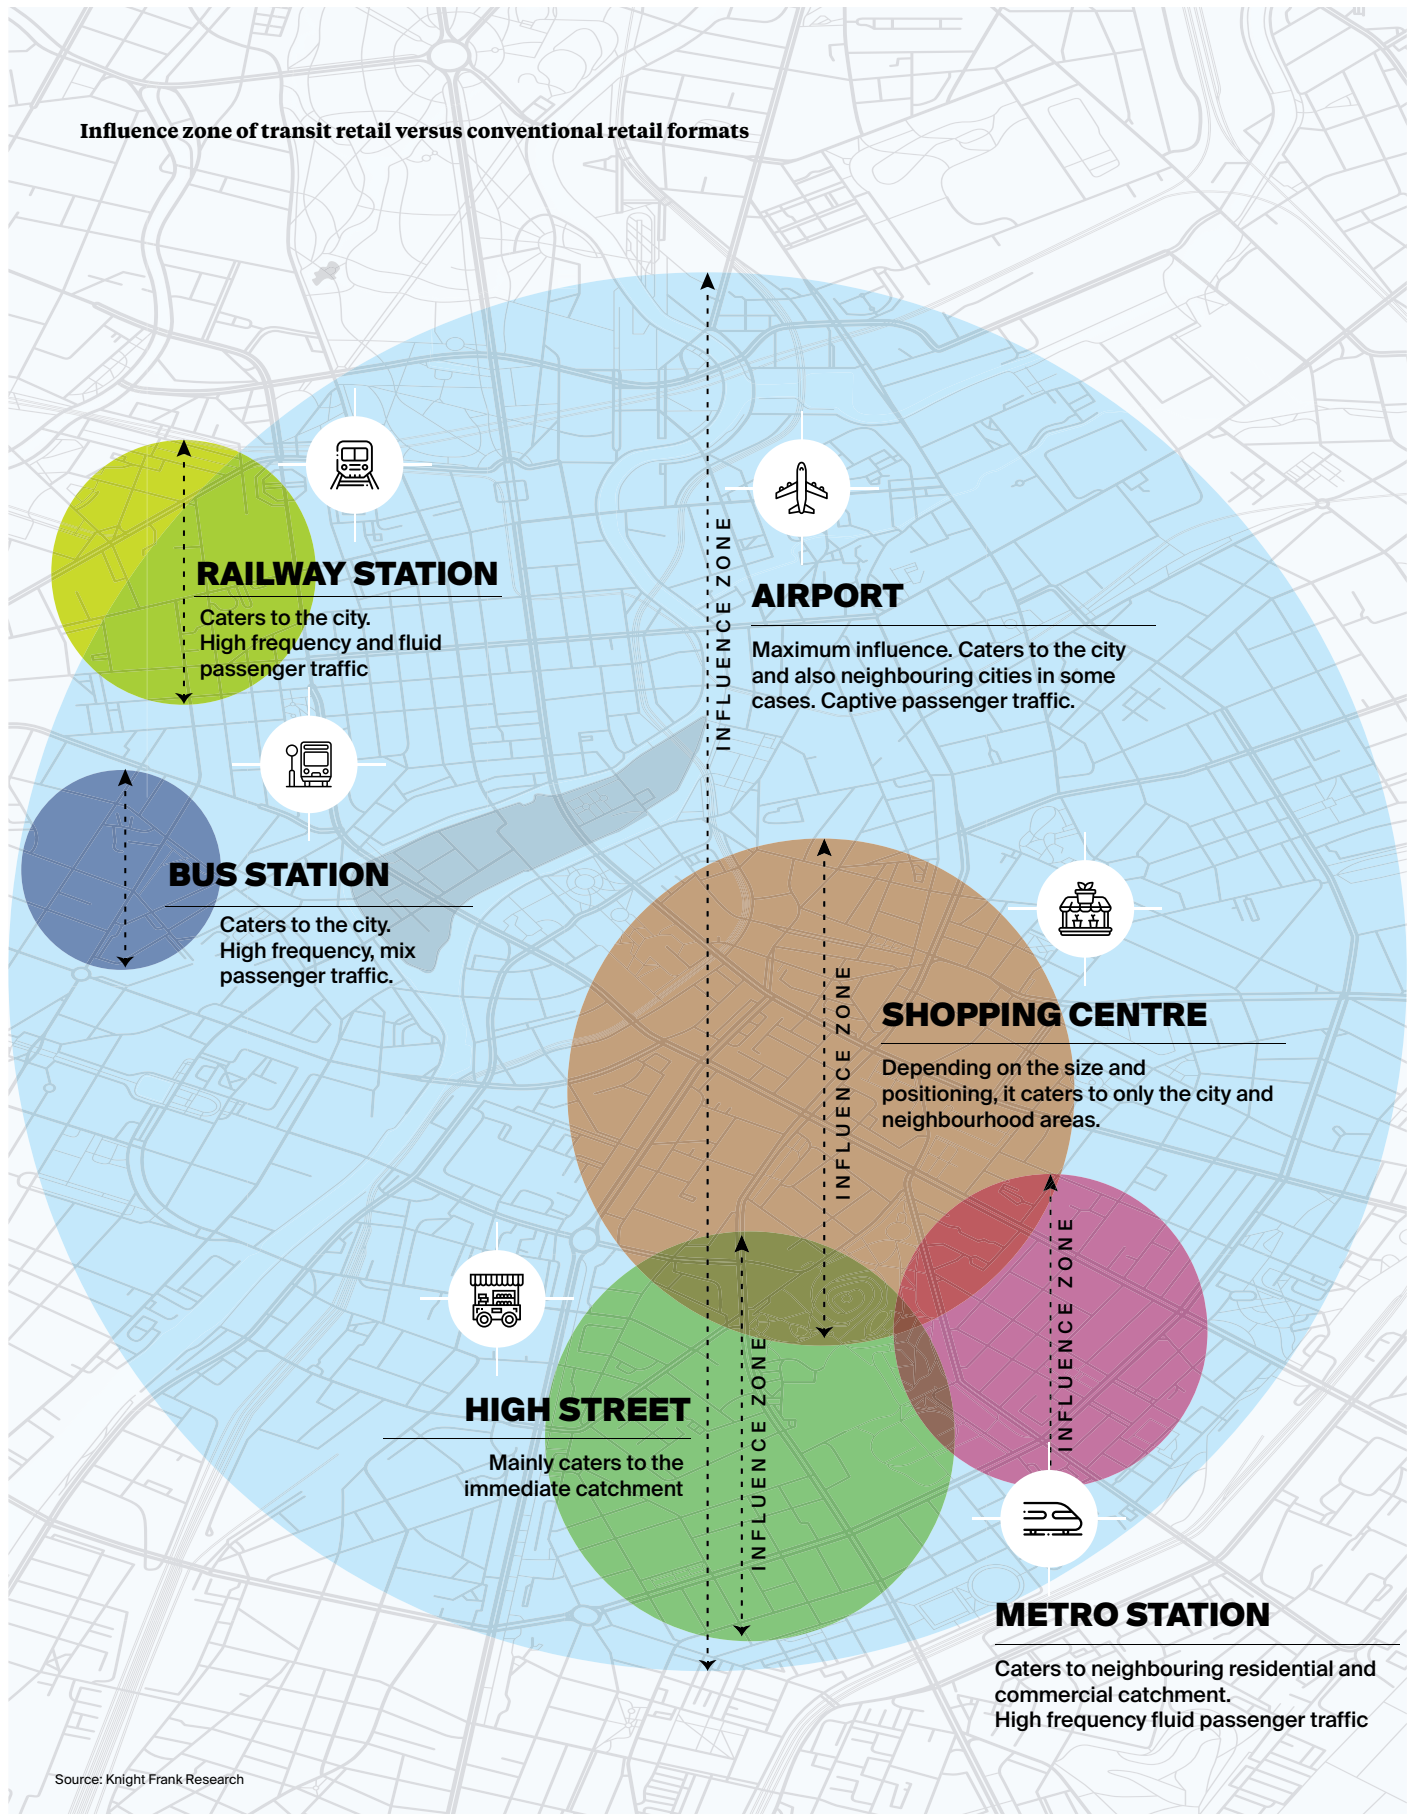 Influence zone of transit retail versus conventional retail formats
RAILWAY STATION
Caters to the city.
High frequency and fluid
passenger traffic
INFLUENCE ZONE
AIRPORT
Maximum influence. Caters to the city
and also neighbouring cities in some
cases. Captive passenger traffic.
BUS STATION
Caters to the city.
High frequency, mix
passenger traffic.
INFLUENCE ZONE
SHOPPING CENTRE
Depending on the size and
positioning, it caters to only the city and
neighbourhood areas.
HIGH STREET
Mainly caters to the
immediate catchment
INFLUENCE ZONE
INFLUENCE ZONE
METRO STATION
Caters to neighbouring residential and
commercial catchment.
High frequency fluid passenger traffic
Source: Knight Frank Research